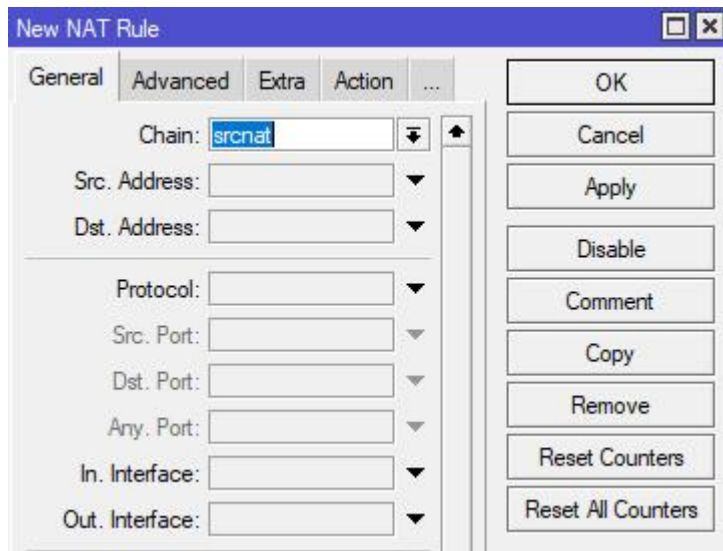 New NAT Rule
General Advanced Extra Action ...
Chain: srcnat
Src. Address:
Dst. Address:
Protocol:
Src. Port:
Dst. Port:
Any. Port:
In. Interface:
Out. Interface:
OK
Cancel
Apply
Disable
Comment
Copy
Remove
Reset Counters
Reset All Counters